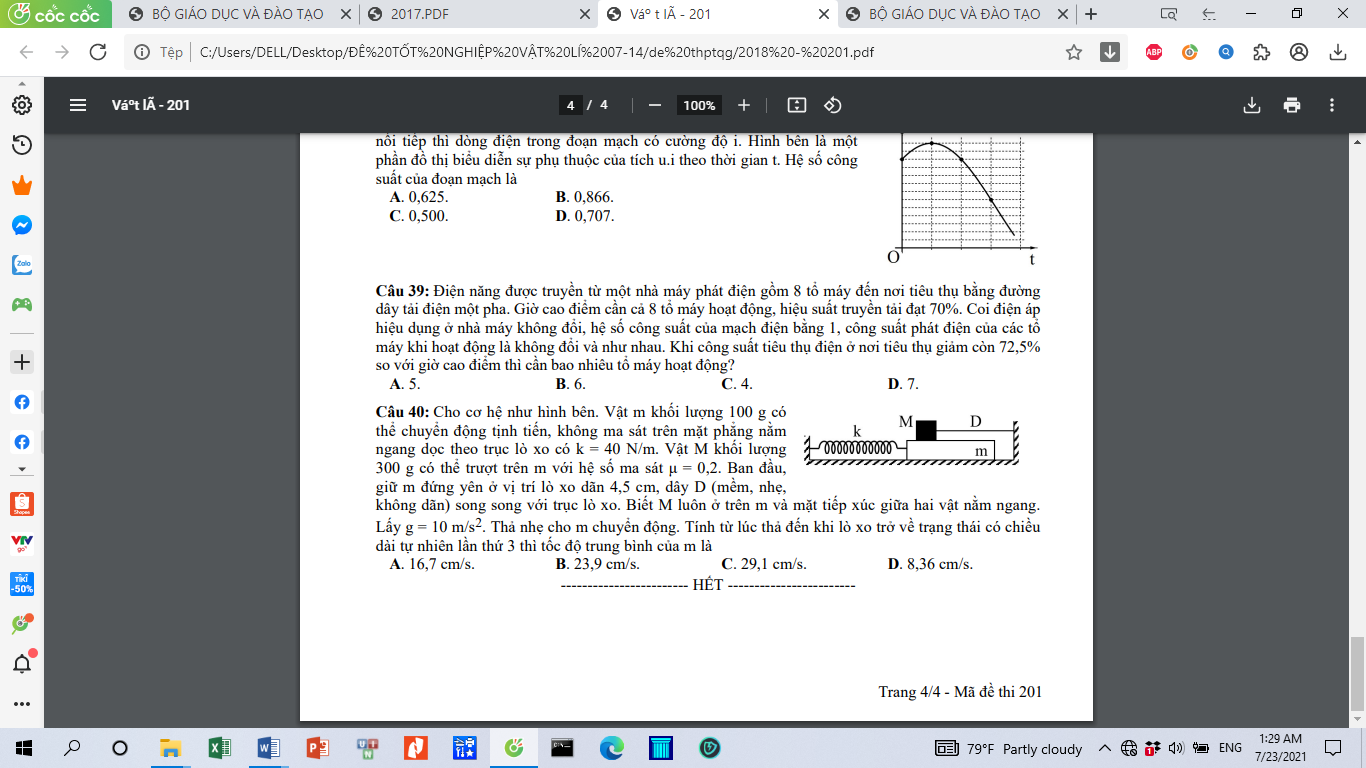 cốc cốc
BỘ GIÁO DỤC VÀ ĐÀO TẠO
2017.PDF
Váº­t lÃ­ - 201
BỘ GIÁO DỤC VÀ ĐÀO TẠO
Tệp
C:/Users/DELL/Desktop/ĐÊ%20TỐT%20NGHIỆP%20VẬT%20LÍ%2007-14/de%20thptqg/2018%20-%20201.pdf
ABP
Váº­t lÃ­ - 201
4 / 4
100%
nối tiếp thì dòng điện trong đoạn mạch có cường độ i. Hình bên là một
phần đồ thị biểu diễn sự phụ thuộc của tích u.i theo thời gian t. Hệ số công
suất của đoạn mạch là
A. 0,625. B. 0,866.
C. 0,500. D. 0,707.
O
t
Câu 39: Điện năng được truyền từ một nhà máy phát điện gồm 8 tổ máy đến nơi tiêu thụ bằng đường
dây tải điện một pha. Giờ cao điểm cần cả 8 tổ máy hoạt động, hiệu suất truyền tải đạt 70%. Coi điện áp
hiệu dụng ở nhà máy không đổi, hệ số công suất của mạch điện bằng 1, công suất phát điện của các tổ
máy khi hoạt động là không đổi và như nhau. Khi công suất tiêu thụ điện ở nơi tiêu thụ giảm còn 72,5%
so với giờ cao điểm thì cần bao nhiêu tổ máy hoạt động?
A. 5. B. 6. C. 4. D. 7.
Câu 40: Cho cơ hệ như hình bên. Vật m khối lượng 100 g có
thể chuyển động tịnh tiến, không ma sát trên mặt phẳng nằm
ngang dọc theo trục lò xo có k = 40 N/m. Vật M khối lượng
300 g có thể trượt trên m với hệ số ma sát μ = 0,2. Ban đầu,
giữ m đứng yên ở vị trí lò xo dãn 4,5 cm, dây D (mềm, nhẹ,
không dãn) song song với trục lò xo. Biết M luôn ở trên m và mặt tiếp xúc giữa hai vật nằm ngang.
Lấy g = 10 m/s². Thả nhẹ cho m chuyển động. Tính từ lúc thả đến khi lò xo trở về trạng thái có chiều
dài tự nhiên lần thứ 3 thì tốc độ trung bình của m là
A. 16,7 cm/s. B. 23,9 cm/s. C. 29,1 cm/s. D. 8,36 cm/s.
k
M
D
m
------------------------ HẾT ------------------------
Trang 4/4 - Mã đề thi 201
Zalo
Shopee
VTV
go
TIKI
-50%
79°F Partly cloudy
ENG
1:29 AM
7/23/2021